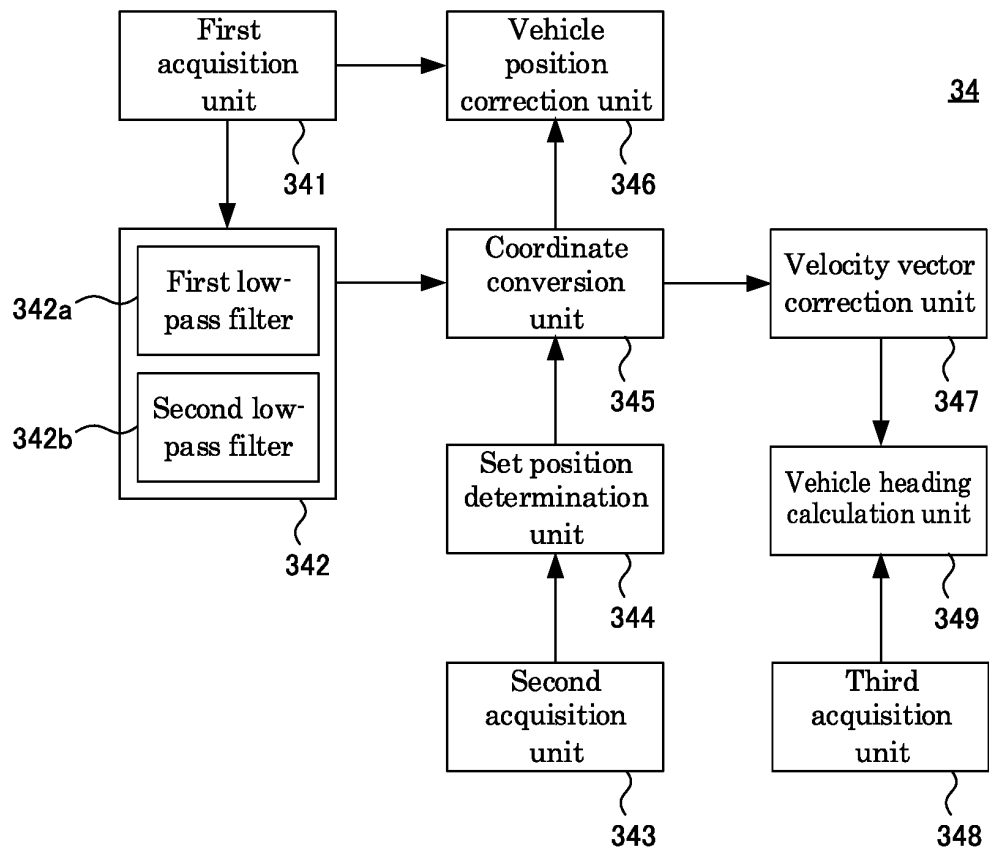 First
acquisition
unit
341
Vehicle
position
correction unit
346
34
First low-
pass filter
342a
Second low-
pass filter
342b
342
Coordinate
conversion
unit
345
Velocity vector
correction unit
347
Set position
determination
unit
344
Vehicle heading
calculation unit
349
Second
acquisition
unit
343
Third
acquisition
unit
348